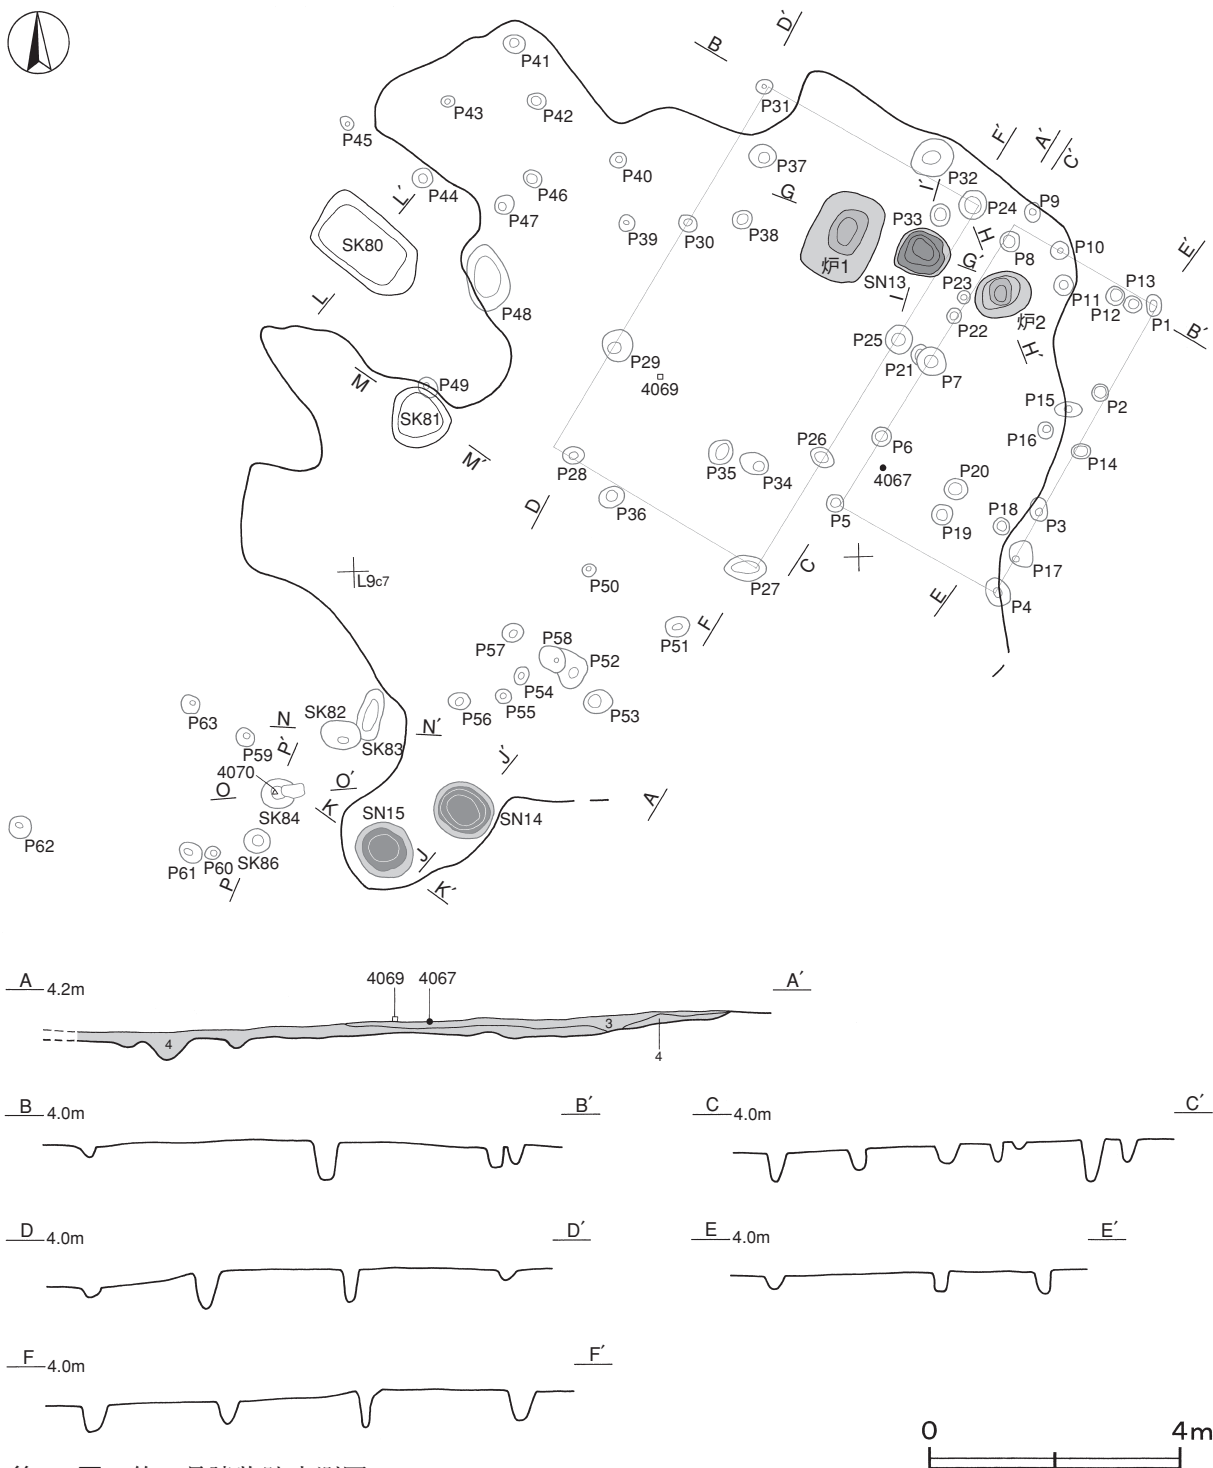 B D´
P41
P31
P43 P42
P45
P40 P37
F´ A´ C´
P32
L´ P44 P46
P47
G I´
P33 P24 P9
SK80
P39 P30 P38
H P8 P10
炉1
G´ E´
L
P48
SN13 P23
P11 P13
P12 P1
I P22 炉2
B´
P29
P25 P21 P7
H´
M P49
4069
P15 P2
SK81
P16
M´
P28 P35 P34 P26 P6
4067
P14
D P36
P20
P5 P19 P18 P3
L9c7
P50 P27 C
P17
E P4
P57 P58 P52
P51 F
P54
P63 N SK82 SK83 N´ P56 P55 P53
P59 P´
J´
4070
O O´ K
SK84
SN15 SN14 A
P62
P61 P60 SK86
P
J K´
A 4.2m 4069 4067 A´
4 3 4
B 4.0m B´ C 4.0m C´
D 4.0m D´ E 4.0m E´
F 4.0m F´
0 4m